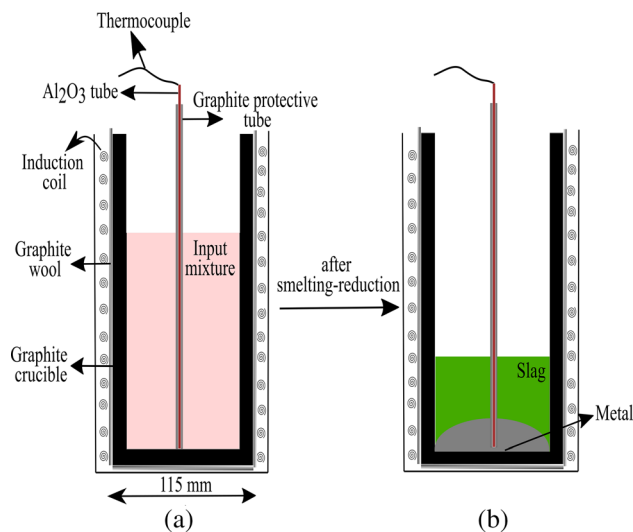 Thermocouple
Al2O3 tube
Graphite protective
tube
Induction
coil
Graphite
wool
Input
mixture
Graphite
crucible
115 mm
(a)
after
smelting-reduction
Slag
Metal
(b)